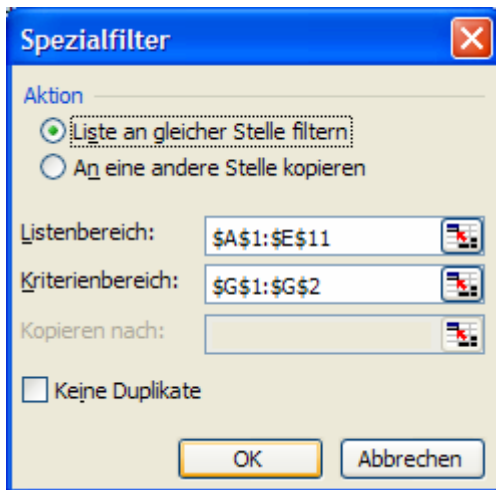 Spezialfilter
Aktion
Liste an gleicher Stelle filtern
An eine andere Stelle kopieren
Listenbereich: $A$1:$E$11
Kriterienbereich: $G$1:$G$2
Kopieren nach:
Keine Duplikate
OK Abbrechen